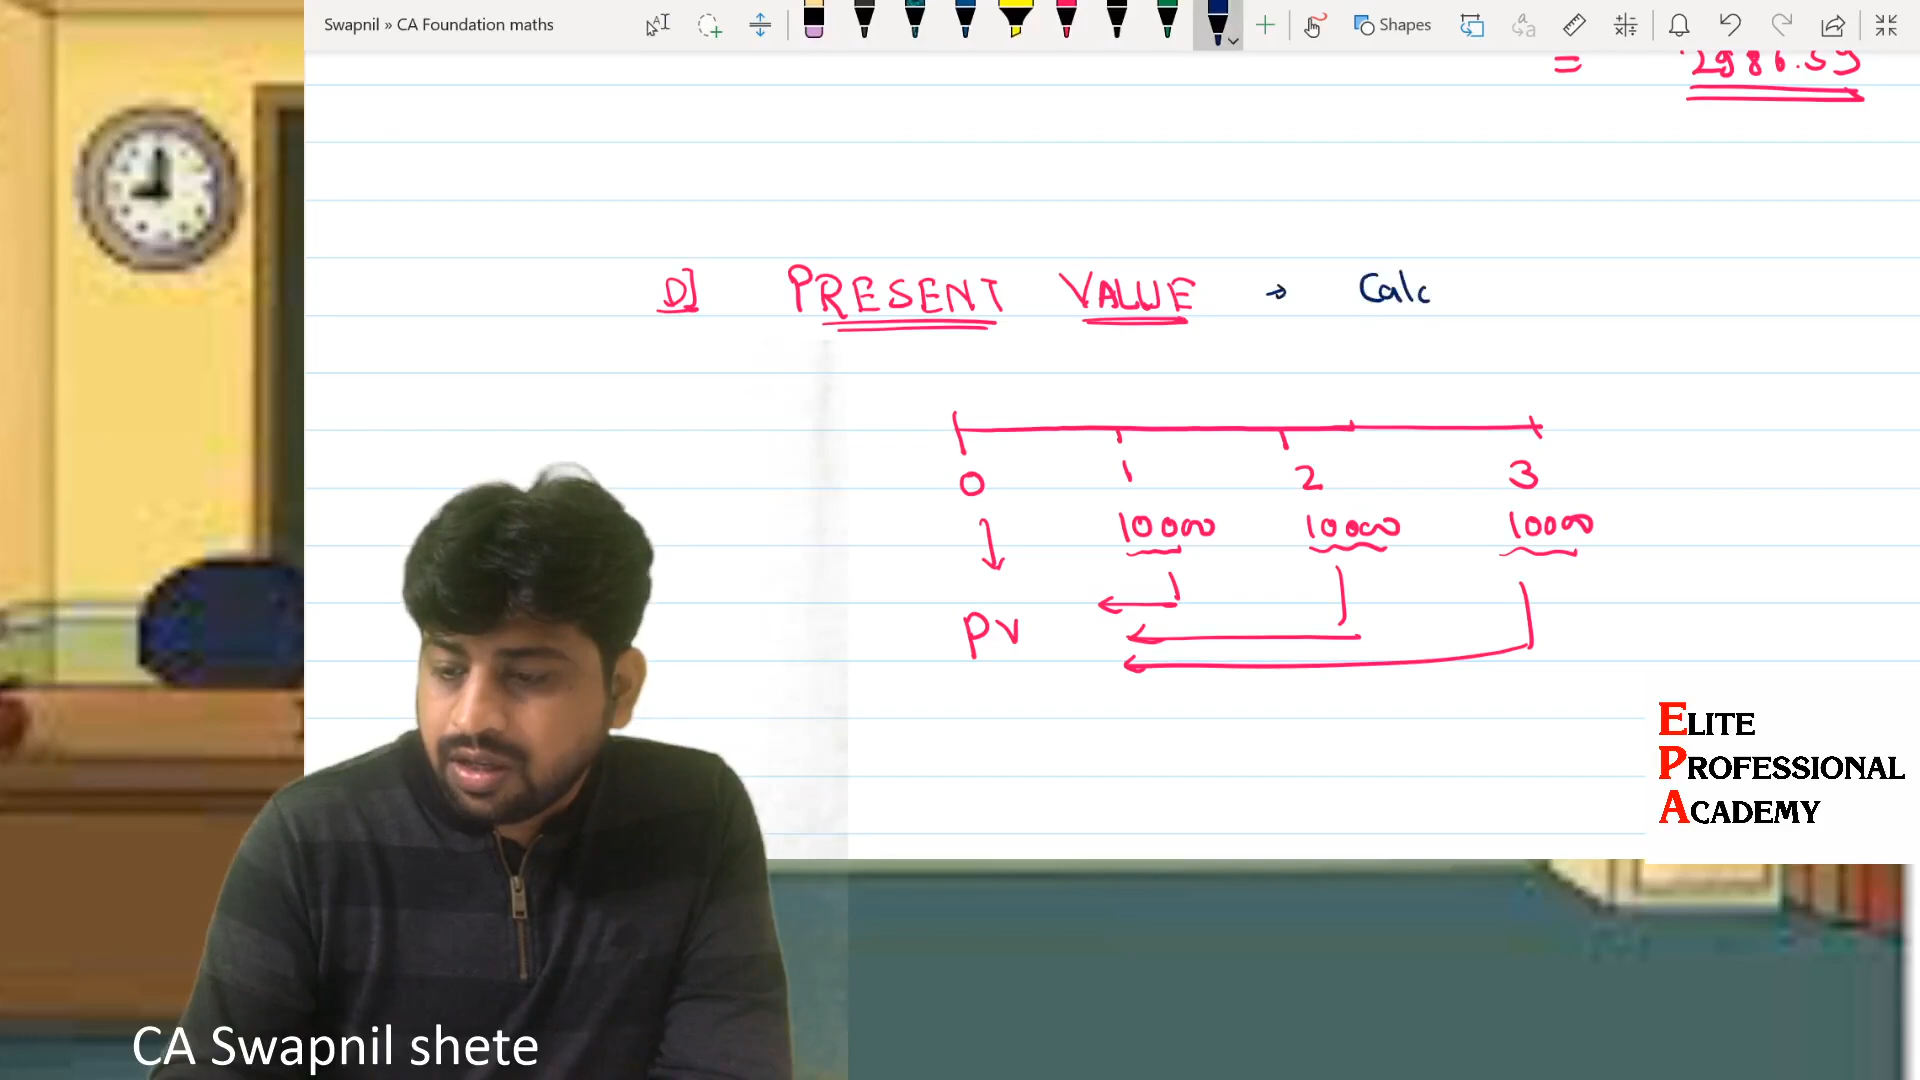 Swapnil » CA Foundation maths
Shapes
= 2986.59
D] PRESENT VALUE → Calc
0 1 2 3
10000 10000 10000
PV
ELITE
PROFESSIONAL
ACADEMY
CA Swapnil shete